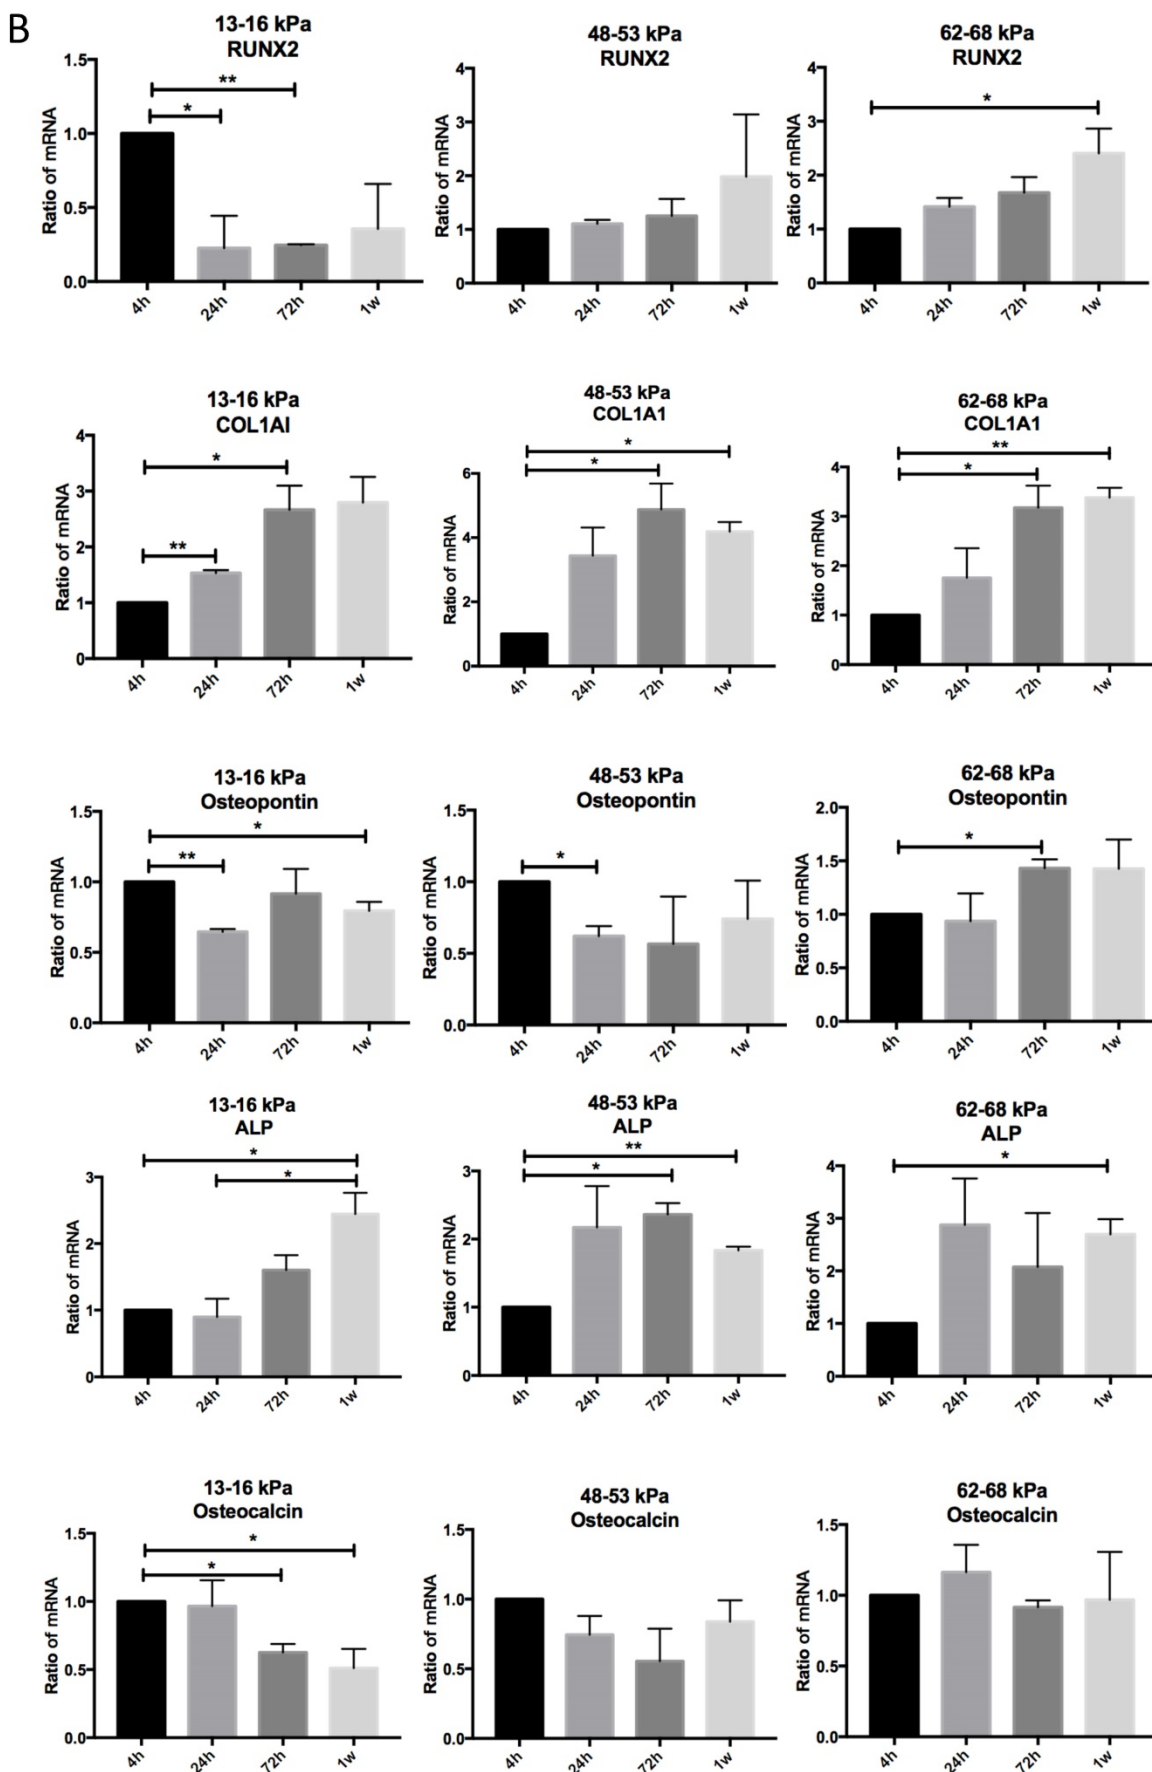 B
13-16 kPa
RUNX2
Ratio of mRNA
1.5
1.0
0.5
0.0
**
*
4h
24h
72h
1w
48-53 kPa
RUNX2
Ratio of mRNA
4
3
2
1
0
4h
24h
72h
1w
62-68 kPa
RUNX2
Ratio of mRNA
4
3
2
1
0
*
4h
24h
72h
1w
13-16 kPa
COL1AI
Ratio of mRNA
4
3
2
1
0
*
**
4h
24h
72h
1w
48-53 kPa
COL1A1
Ratio of mRNA
6
4
2
0
*
*
4h
24h
72h
1w
62-68 kPa
COL1A1
Ratio of mRNA
4
3
2
1
0
**
*
4h
24h
72h
1w
13-16 kPa
Osteopontin
Ratio of mRNA
1.5
1.0
0.5
0.0
*
**
4h
24h
72h
1w
48-53 kPa
Osteopontin
Ratio of mRNA
1.5
1.0
0.5
0.0
*
4h
24h
72h
1w
62-68 kPa
Osteopontin
Ratio of mRNA
2.0
1.5
1.0
0.5
0.0
*
4h
24h
72h
1w
13-16 kPa
ALP
Ratio of mRNA
3
2
1
0
*
*
4h
24h
72h
1w
48-53 kPa
ALP
Ratio of mRNA
3
2
1
0
**
*
4h
24h
72h
1w
62-68 kPa
ALP
Ratio of mRNA
4
3
2
1
0
*
4h
24h
72h
1w
13-16 kPa
Osteocalcin
Ratio of mRNA
1.5
1.0
0.5
0.0
*
*
4h
24h
72h
1w
48-53 kPa
Osteocalcin
Ratio of mRNA
1.5
1.0
0.5
0.0
4h
24h
72h
1w
62-68 kPa
Osteocalcin
Ratio of mRNA
1.5
1.0
0.5
0.0
4h
24h
72h
1w